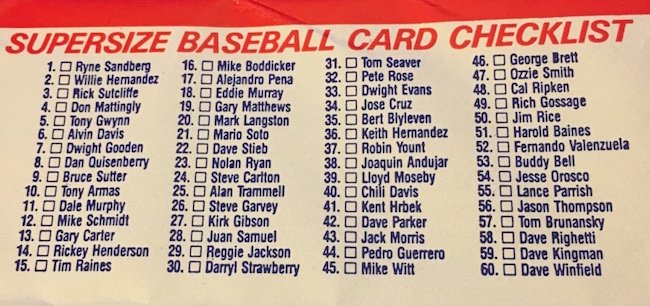 SUPERSIZE BASEBALL CARD CHECKLIST
1. Ryne Sandberg
2. Willie Hernandez
3. Rick Sutcliffe
4. Don Mattingly
5. Tony Gwynn
6. Alvin Davis
7. Dwight Gooden
8. Dan Quisenberry
9. Bruce Sutter
10. Tony Armas
11. Dale Murphy
12. Mike Schmidt
13. Gary Carter
14. Rickey Henderson
15. Tim Raines
16. Mike Boddicker
17. Alejandro Pena
18. Eddie Murray
19. Gary Matthews
20. Mark Langston
21. Mario Soto
22. Dave Stieb
23. Nolan Ryan
24. Steve Carlton
25. Alan Trammell
26. Steve Garvey
27. Kirk Gibson
28. Juan Samuel
29. Reggie Jackson
30. Darryl Strawberry
31. Tom Seaver
32. Pete Rose
33. Dwight Evans
34. Jose Cruz
35. Bert Blyleven
36. Keith Hernandez
37. Robin Yount
38. Joaquin Andujar
39. Lloyd Moseby
40. Chili Davis
41. Kent Hrbek
42. Dave Parker
43. Jack Morris
44. Pedro Guerrero
45. Mike Witt
46. George Brett
47. Ozzie Smith
48. Cal Ripken
49. Rich Gossage
50. Jim Rice
51. Harold Baines
52. Fernando Valenzuela
53. Buddy Bell
54. Jesse Orosco
55. Lance Parrish
56. Jason Thompson
57. Tom Brunansky
58. Dave Righetti
59. Dave Kingman
60. Dave Winfield